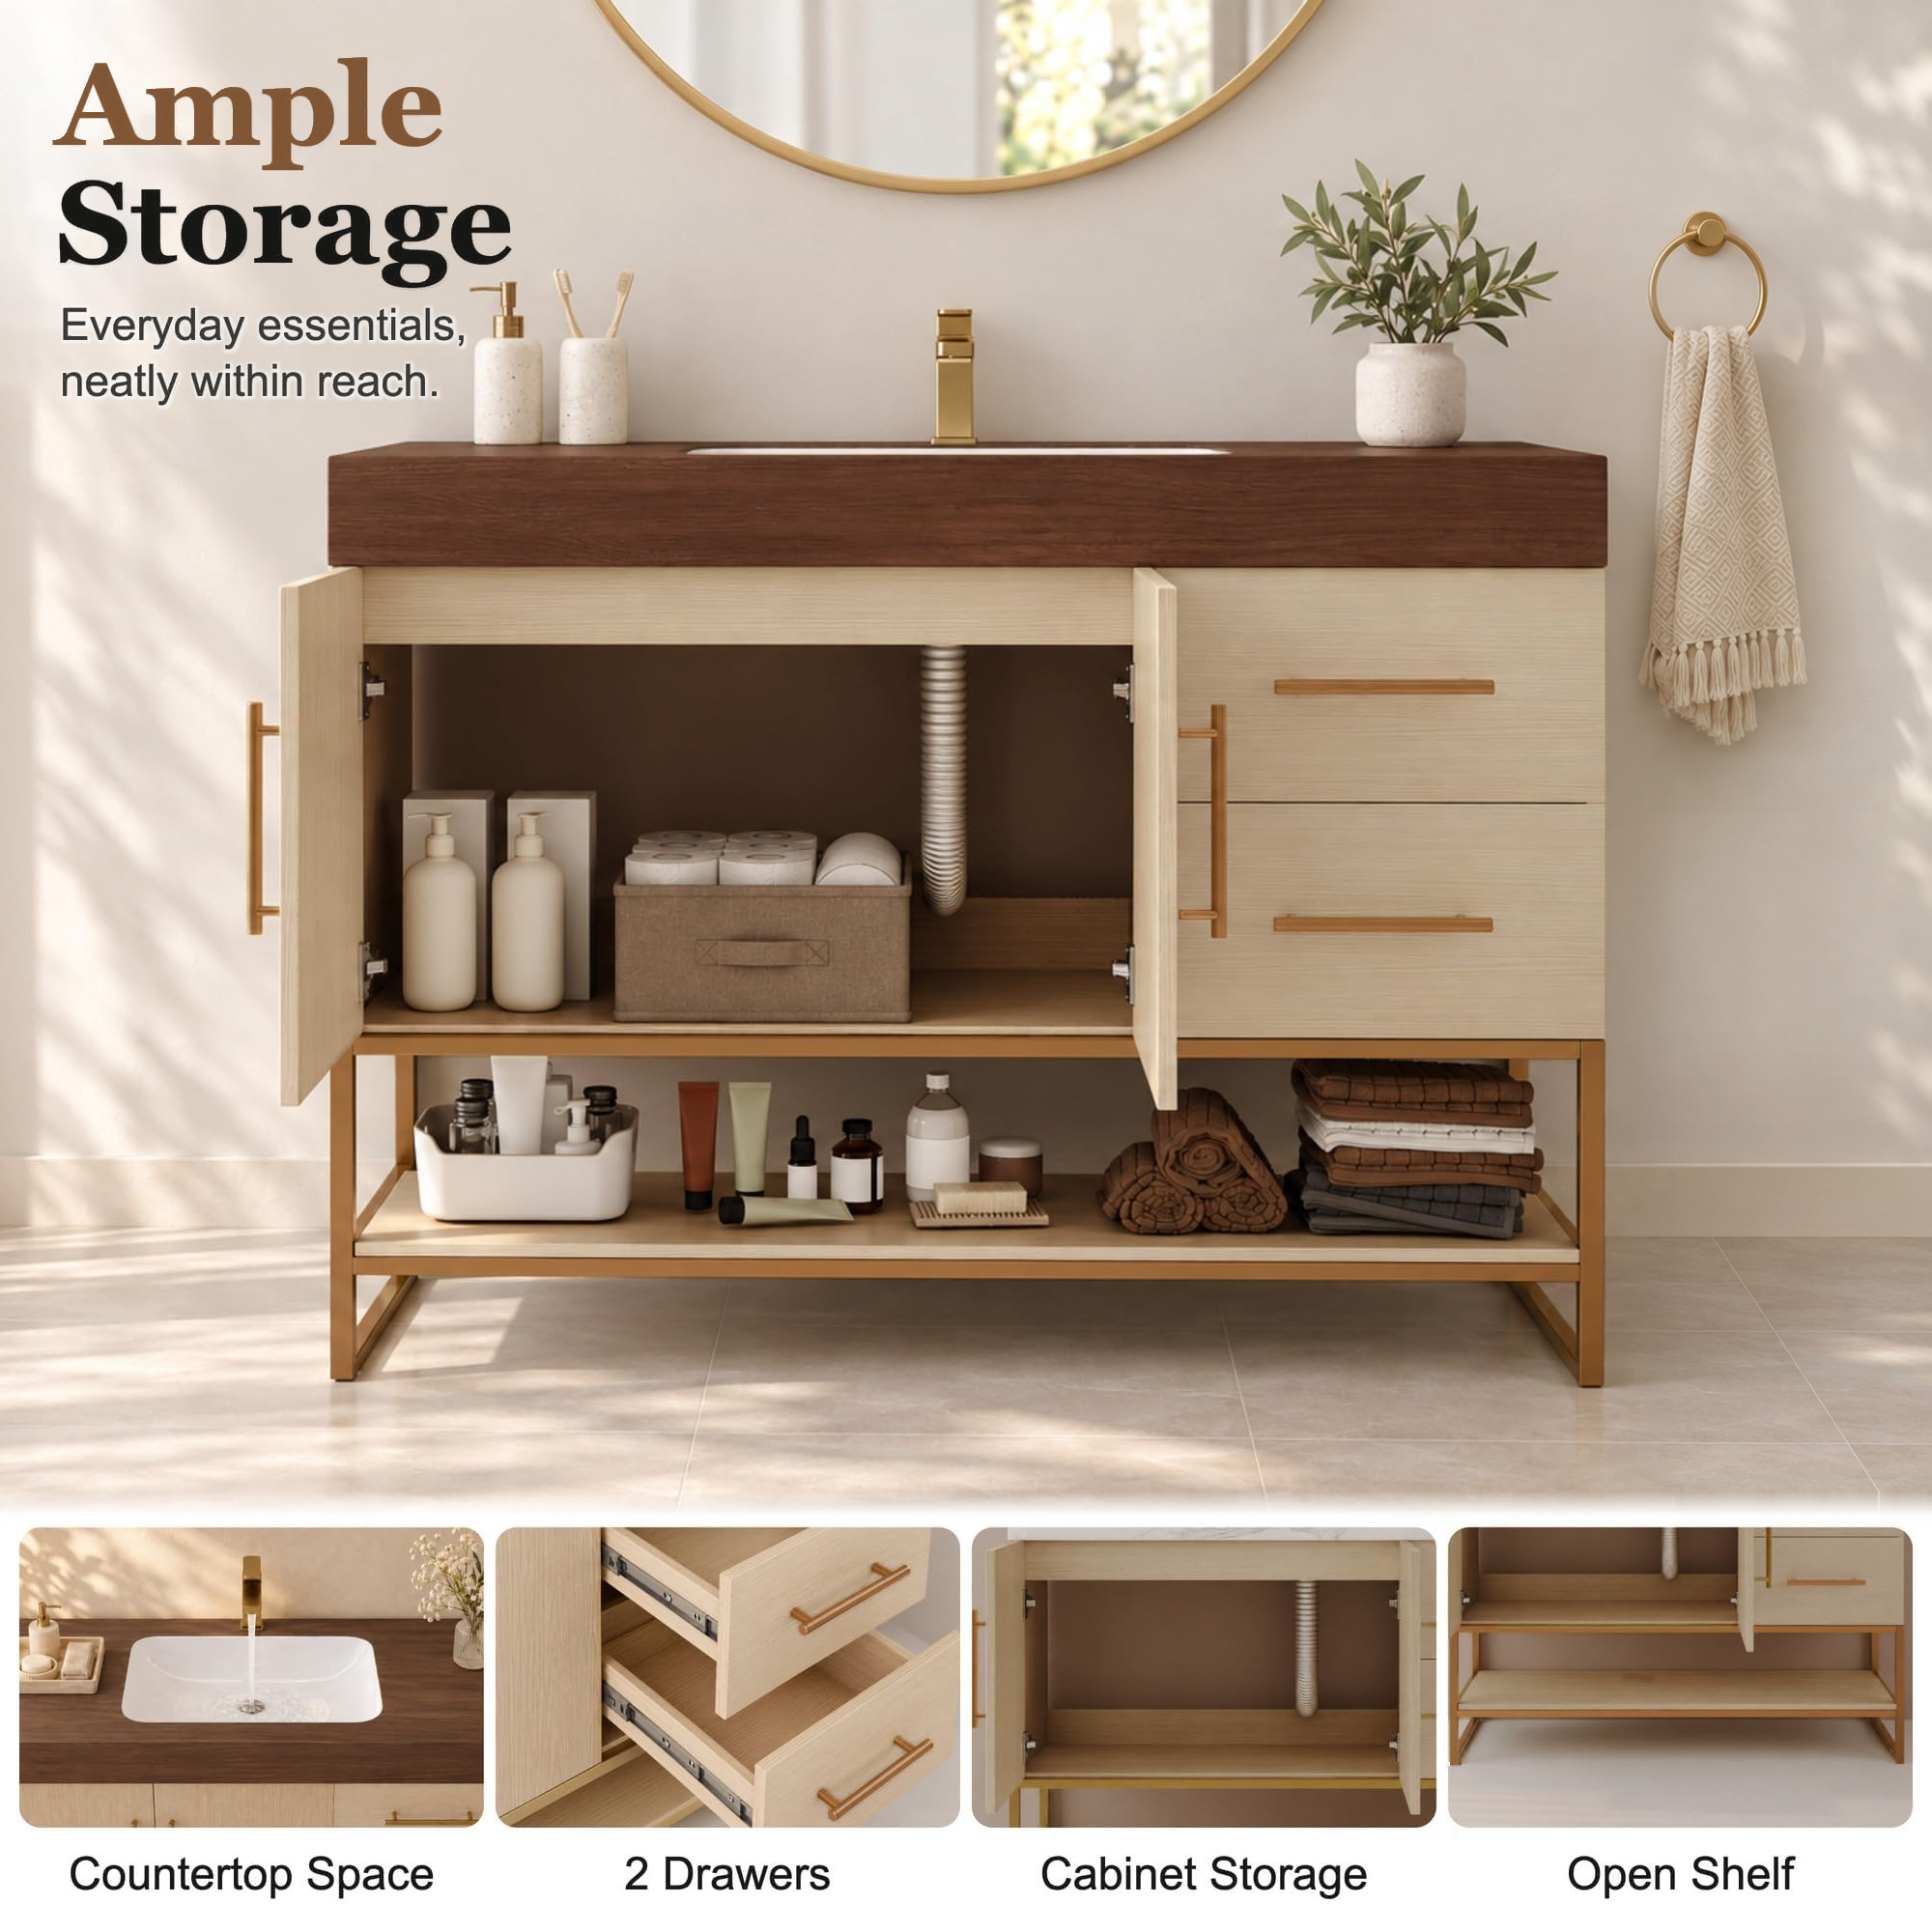 Ample
Storage
Everyday essentials,
neatly within reach.
Countertop Space
2 Drawers
Cabinet Storage
Open Shelf